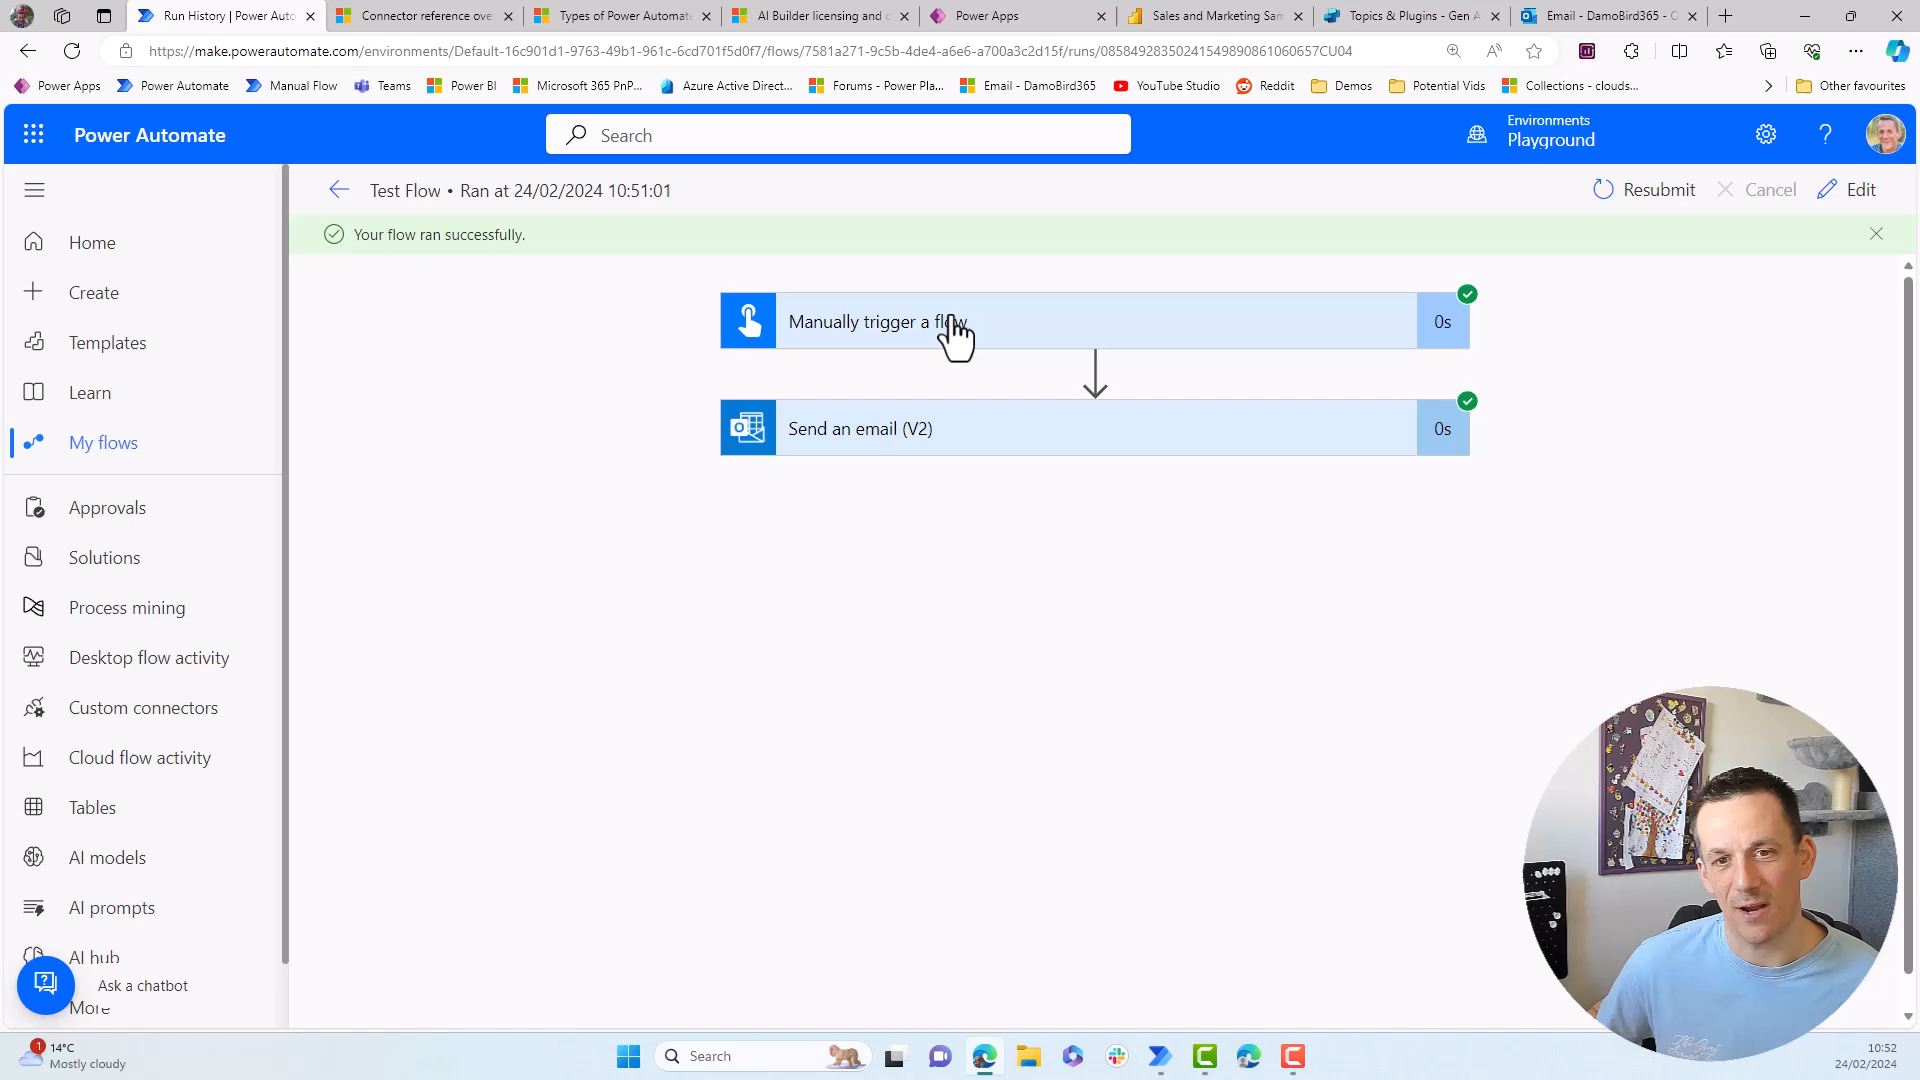 Run History | Power Auto
Connector reference ove
Types of Power Automate
AI Builder licensing and c
Power Apps
Sales and Marketing Sam
Topics & Plugins - Gen A
Email - DamoBird365 - O
https://make.powerautomate.com/environments/Default-16c901d1-9763-49b1-961c-6cd701f5d0f7/flows/7581a271-9c5b-4de4-a6e6-a700a3c2d15f/runs/08584928350241549890861060657CU04
Power Apps
Power Automate
Manual Flow
Teams
Power BI
Microsoft 365 PnP...
Azure Active Direct...
Forums - Power Pla...
Email - DamoBird365
YouTube Studio
Reddit
Demos
Potential Vids
Collections - clouds...
Other favourites
Power Automate
Search
Environments
Playground
Test Flow • Ran at 24/02/2024 10:51:01
Resubmit
Cancel
Edit
Your flow ran successfully.
Home
Create
Templates
Learn
My flows
Approvals
Solutions
Process mining
Desktop flow activity
Custom connectors
Cloud flow activity
Tables
AI models
AI prompts
AI hub
Ask a chatbot
More
Manually trigger a flow
0s
Send an email (V2)
0s
1
14°C
Mostly cloudy
Search
10:52
24/02/2024